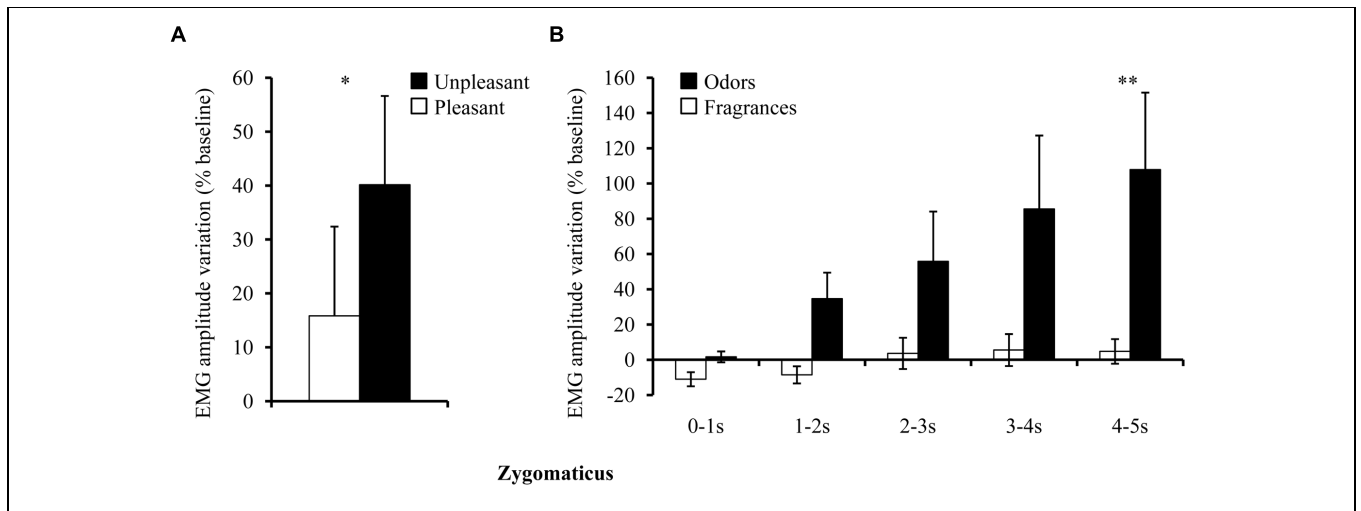 A
EMG amplitude variation (% baseline)
60
50
40
30
20
10
0
*
Unpleasant
Pleasant
B
EMG amplitude variation (% baseline)
160
140
120
100
80
60
40
20
0
-20
Odors
Fragrances
**
0-1s 1-2s 2-3s 3-4s 4-5s
Zygomaticus